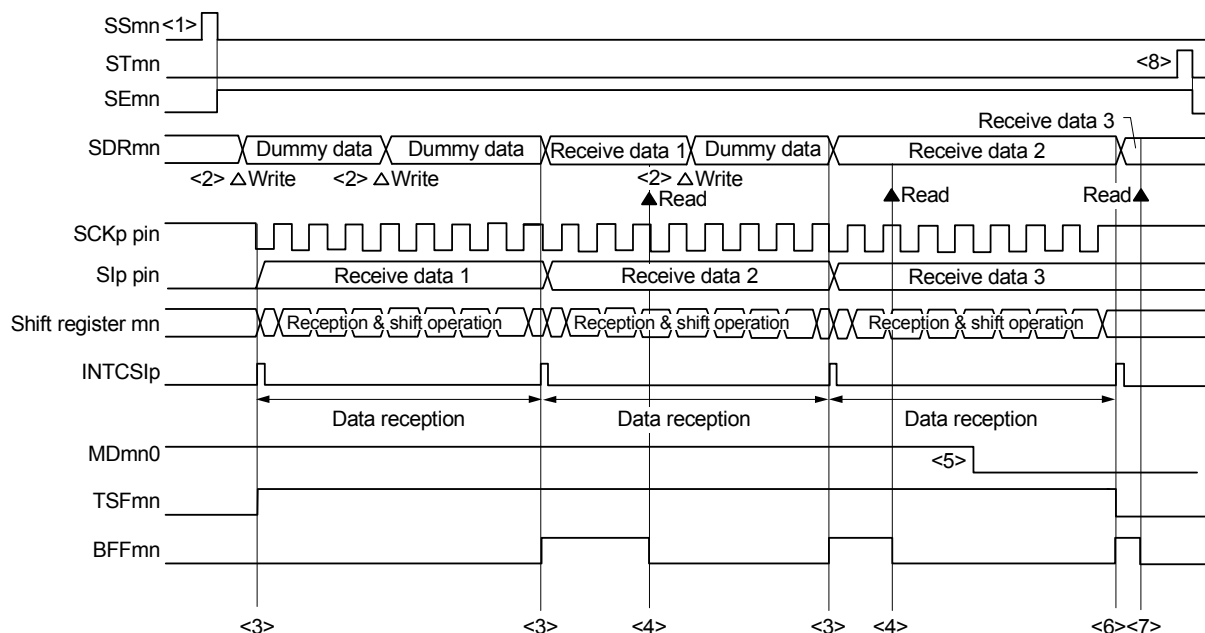 SSmn <1>
STmn <8>
SEmn
Receive data 3
SDRmn Dummy data Dummy data Receive data 1 Dummy data Receive data 2
<2> △Write <2> △Write <2> △Write
▲Read ▲Read Read▲
SCKp pin
SIp pin Receive data 1 Receive data 2 Receive data 3
Shift register mn Reception & shift operation Reception & shift operation Reception & shift operation
INTCSIp
Data reception Data reception Data reception
MDmn0 <5>
TSFmn
BFFmn
<3> <3> <4> <3> <4> <6> <7>